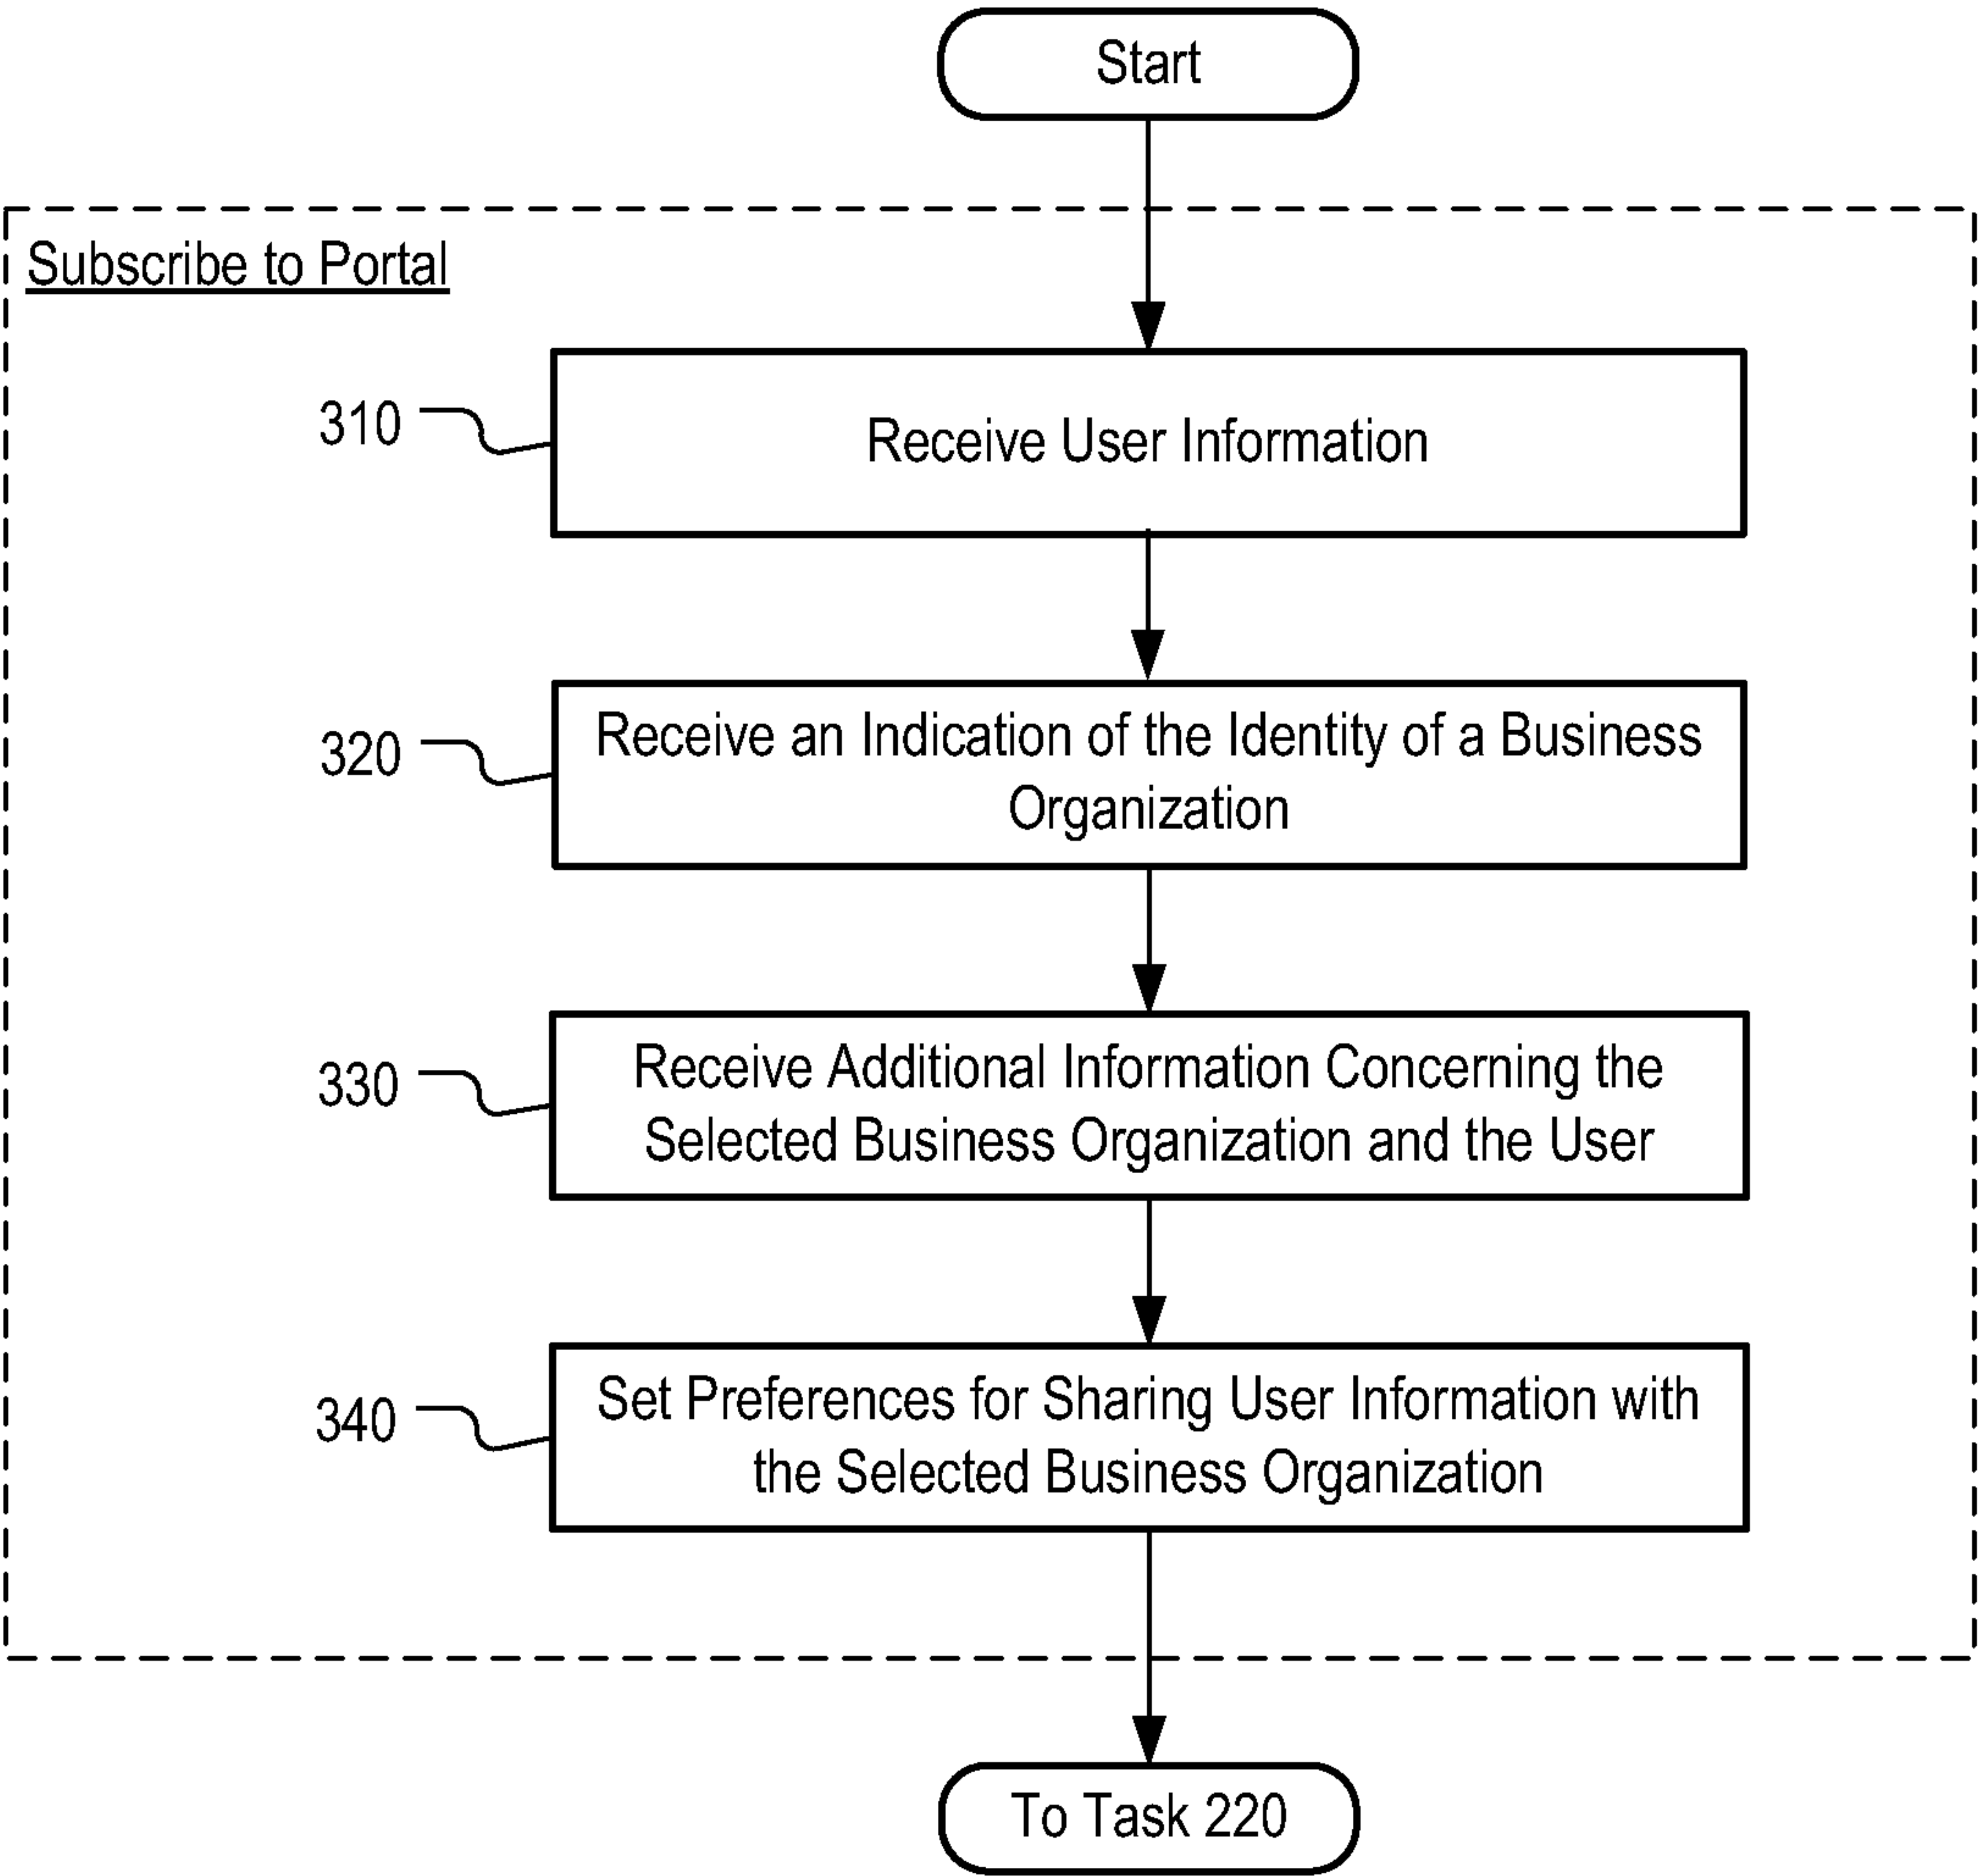 Start
Subscribe to Portal
310
Receive User Information
320
Receive an Indication of the Identity of a Business
Organization
330
Receive Additional Information Concerning the
Selected Business Organization and the User
340
Set Preferences for Sharing User Information with
the Selected Business Organization
To Task 220